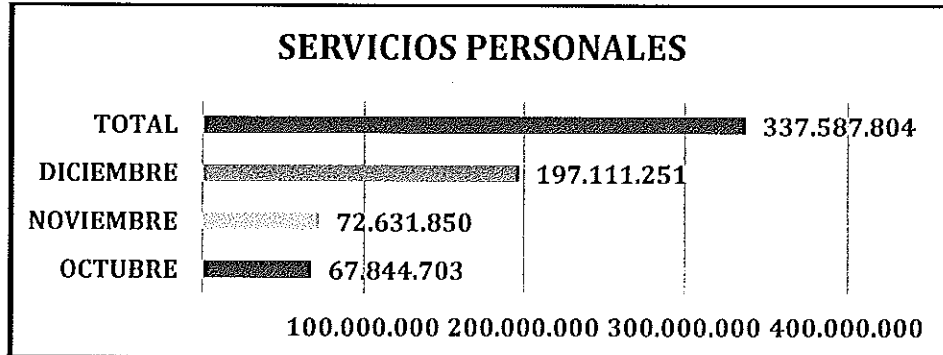 SERVICIOS PERSONALES
TOTAL 337.587.804
DICIEMBRE 197.111.251
NOVIEMBRE 72.631.850
OCTUBRE 67.844.703
100.000.000 200.000.000 300.000.000 400.000.000